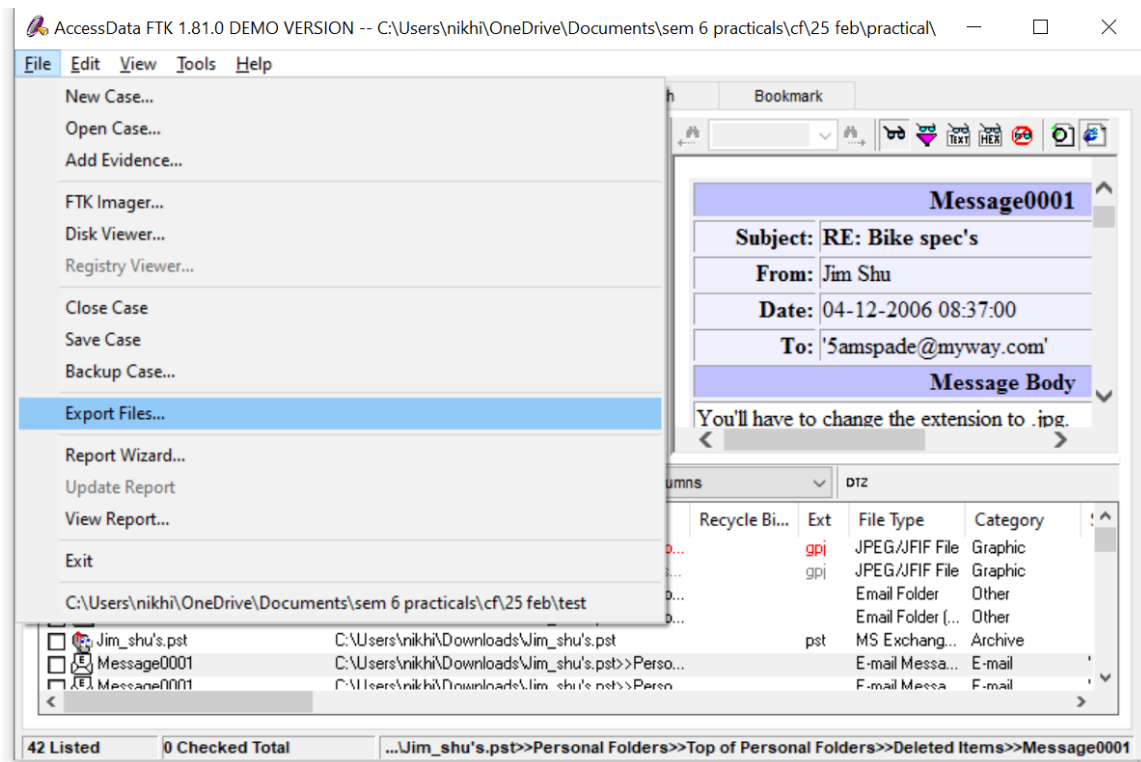 AccessData FTK 1.81.0 DEMO VERSION -- C:\Users\nikhi\OneDrive\Documents\sem 6 practicals\cf\25 feb\practical\
File Edit View Tools Help
New Case...
Open Case...
Add Evidence...
FTK Imager...
Disk Viewer...
Registry Viewer...
Close Case
Save Case
Backup Case...
Export Files...
Report Wizard...
Update Report
View Report...
Exit
C:\Users\nikhi\OneDrive\Documents\sem 6 practicals\cf\25 feb\test
h Bookmark
TEXT HEX
Message0001
Subject: RE: Bike spec's
From: Jim Shu
Date: 04-12-2006 08:37:00
To: '5amspade@myway.com'
Message Body
You'll have to change the extension to .jpg.
umns DTZ
Recycle Bi... Ext File Type Category
gpj JPEG/JFIF File Graphic
gpj JPEG/JFIF File Graphic
Email Folder Other
Email Folder (... Other
Jim_shu's.pst C:\Users\nikhi\Downloads\Jim_shu's.pst pst MS Exchang... Archive
Message0001 C:\Users\nikhi\Downloads\Jim_shu's.pst>>Perso... E-mail Messa... E-mail
Message0001 C:\Users\nikhi\Downloads\Jim_shu's.pst>>Perso E-mail Messa E-mail
42 Listed 0 Checked Total ...\Jim_shu's.pst>>Personal Folders>>Top of Personal Folders>>Deleted Items>>Message0001